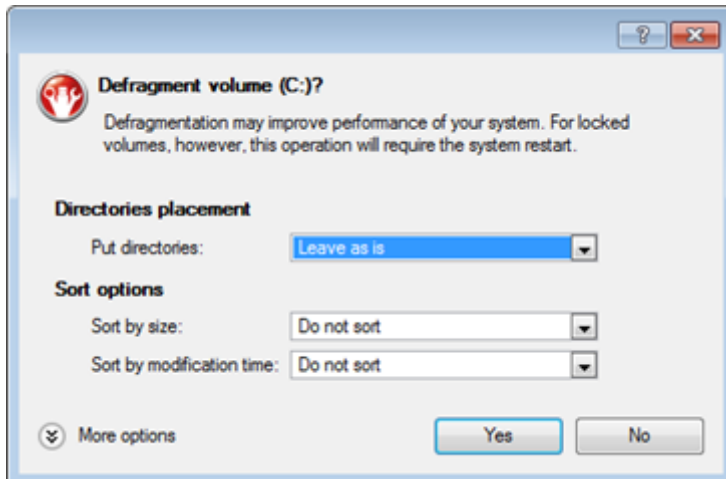 ?
Defragment volume (C:)?
Defragmentation may improve performance of your system. For locked
volumes, however, this operation will require the system restart.
Directories placement
Put directories: Leave as is
Sort options
Sort by size: Do not sort
Sort by modification time: Do not sort
More options Yes No